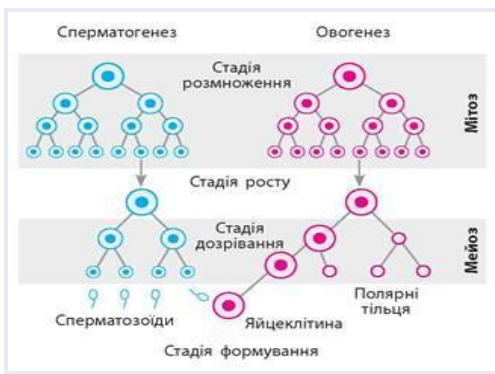 Сперматогенез
Овогенез
Стадія
розмноження
Мітоз
Стадія росту
Стадія
дозрівання
Мейоз
Сперматозоїди
Яйцеклітина
Полярні
тільця
Стадія формування